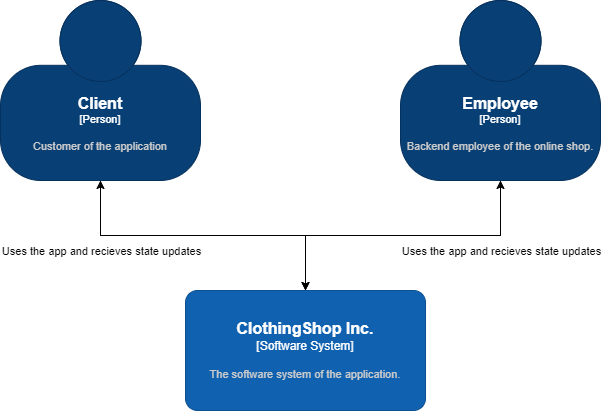 Client
[Person]
Customer of the application
Employee
[Person]
Backend employee of the online shop.
Uses the app and recieves state updates
Uses the app and recieves state updates
ClothingShop Inc.
[Software System]
The software system of the application.